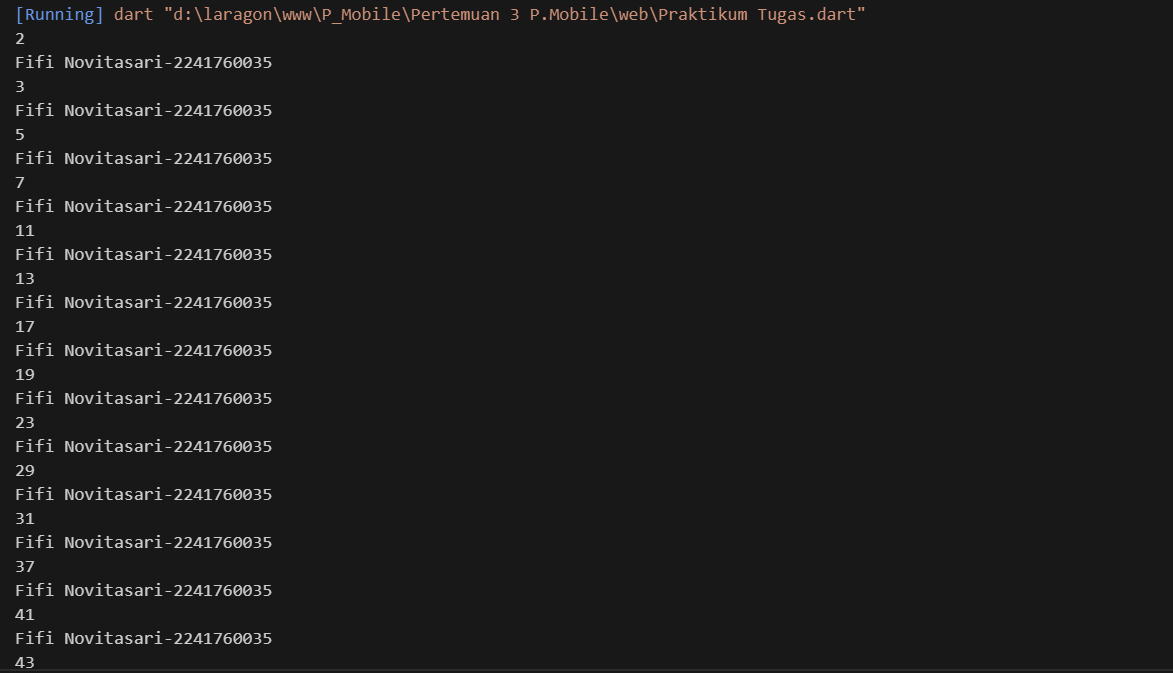 [Running] dart "d:\laragon\www\P_Mobile\Pertemuan 3 P.Mobile\web\Praktikum Tugas.dart"
2
Fifi Novitasari-2241760035
3
Fifi Novitasari-2241760035
5
Fifi Novitasari-2241760035
7
Fifi Novitasari-2241760035
11
Fifi Novitasari-2241760035
13
Fifi Novitasari-2241760035
17
Fifi Novitasari-2241760035
19
Fifi Novitasari-2241760035
23
Fifi Novitasari-2241760035
29
Fifi Novitasari-2241760035
31
Fifi Novitasari-2241760035
37
Fifi Novitasari-2241760035
41
Fifi Novitasari-2241760035
43